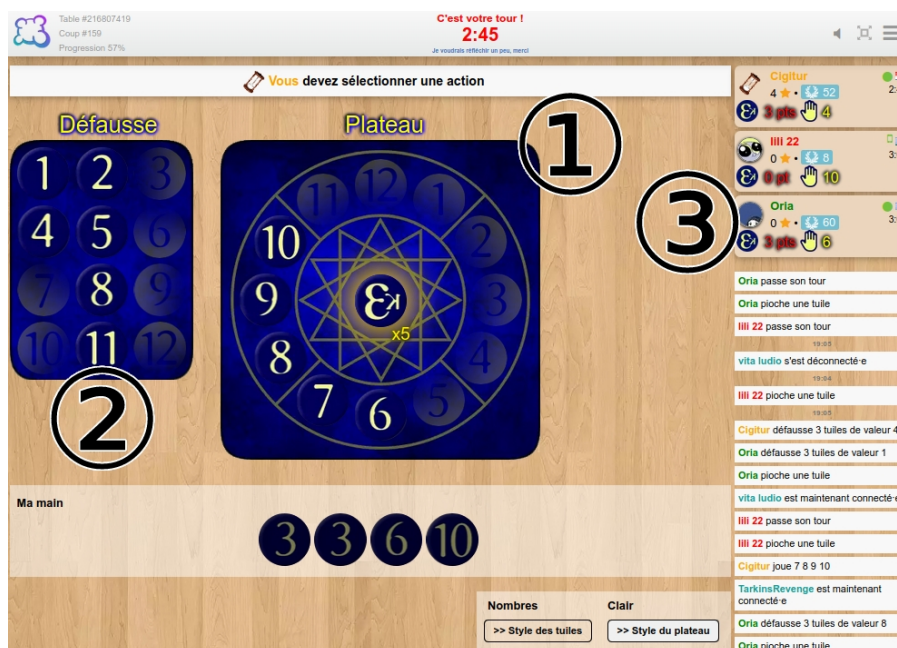 Table #216807419
Coup #159
Progression 57%
C'est votre tour !
2:45
Je voudrais réfléchir un peu, merci
Vous devez sélectionner une action
Défausse
1 2 3
4 5 6
7 8 9
10 11 12
2
Plateau
1
11 12 1
10 2
9 3
8 4
7 6 5
x5
Ma main
3 3 6 10
Nombres
>> Style des tuiles
Clair
>> Style du plateau
Cigitur
4 • 52
3 pts 4
lili 22
0 • 8
0 pt 10
3
Oria
0 • 60
3 pts 6
Oria passe son tour
Oria pioche une tuile
lili 22 passe son tour
19:05
vita ludio s'est déconnecté·e
19:04
lili 22 pioche une tuile
19:05
Cigitur défausse 3 tuiles de valeur 4
Oria défausse 3 tuiles de valeur 1
Oria pioche une tuile
vita ludio est maintenant connecté·e
lili 22 passe son tour
lili 22 pioche une tuile
Cigitur joue 7 8 9 10
TarkinsRevenge est maintenant
connecté·e
Oria défausse 3 tuiles de valeur 8
Oria pioche une tuile